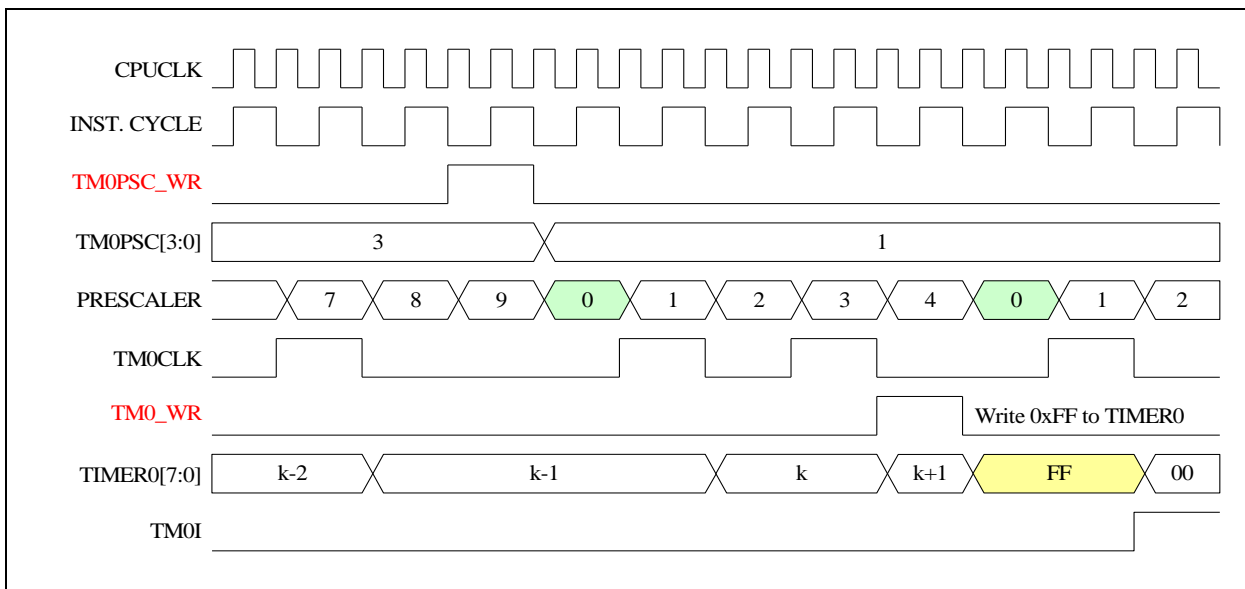 CPUCLK
INST. CYCLE
TM0PSC_WR
TM0PSC[3:0] 3 1
PRESCALER 7 8 9 0 1 2 3 4 0 1 2
TM0CLK
TM0_WR Write 0xFF to TIMER0
TIMER0[7:0] k-2 k-1 k k+1 FF 00
TM0I